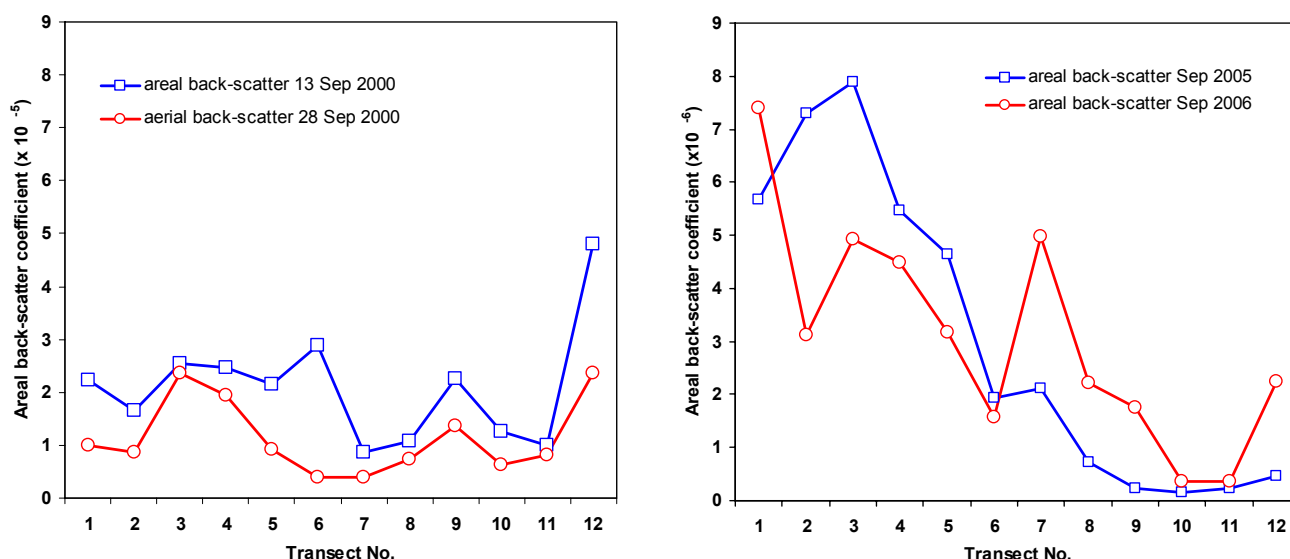 9
8
7
6
5
4
3
2
1
0
Areal back-scatter coefficient (x 10 -5)
areal back-scatter 13 Sep 2000
aerial back-scatter 28 Sep 2000
1 2 3 4 5 6 7 8 9 10 11 12
Transect No.
9
8
7
6
5
4
3
2
1
0
Areal back-scatter coefficient (x10 -6)
areal back-scatter Sep 2005
areal back-scatter Sep 2006
1 2 3 4 5 6 7 8 9 10 11 12
Transect No.